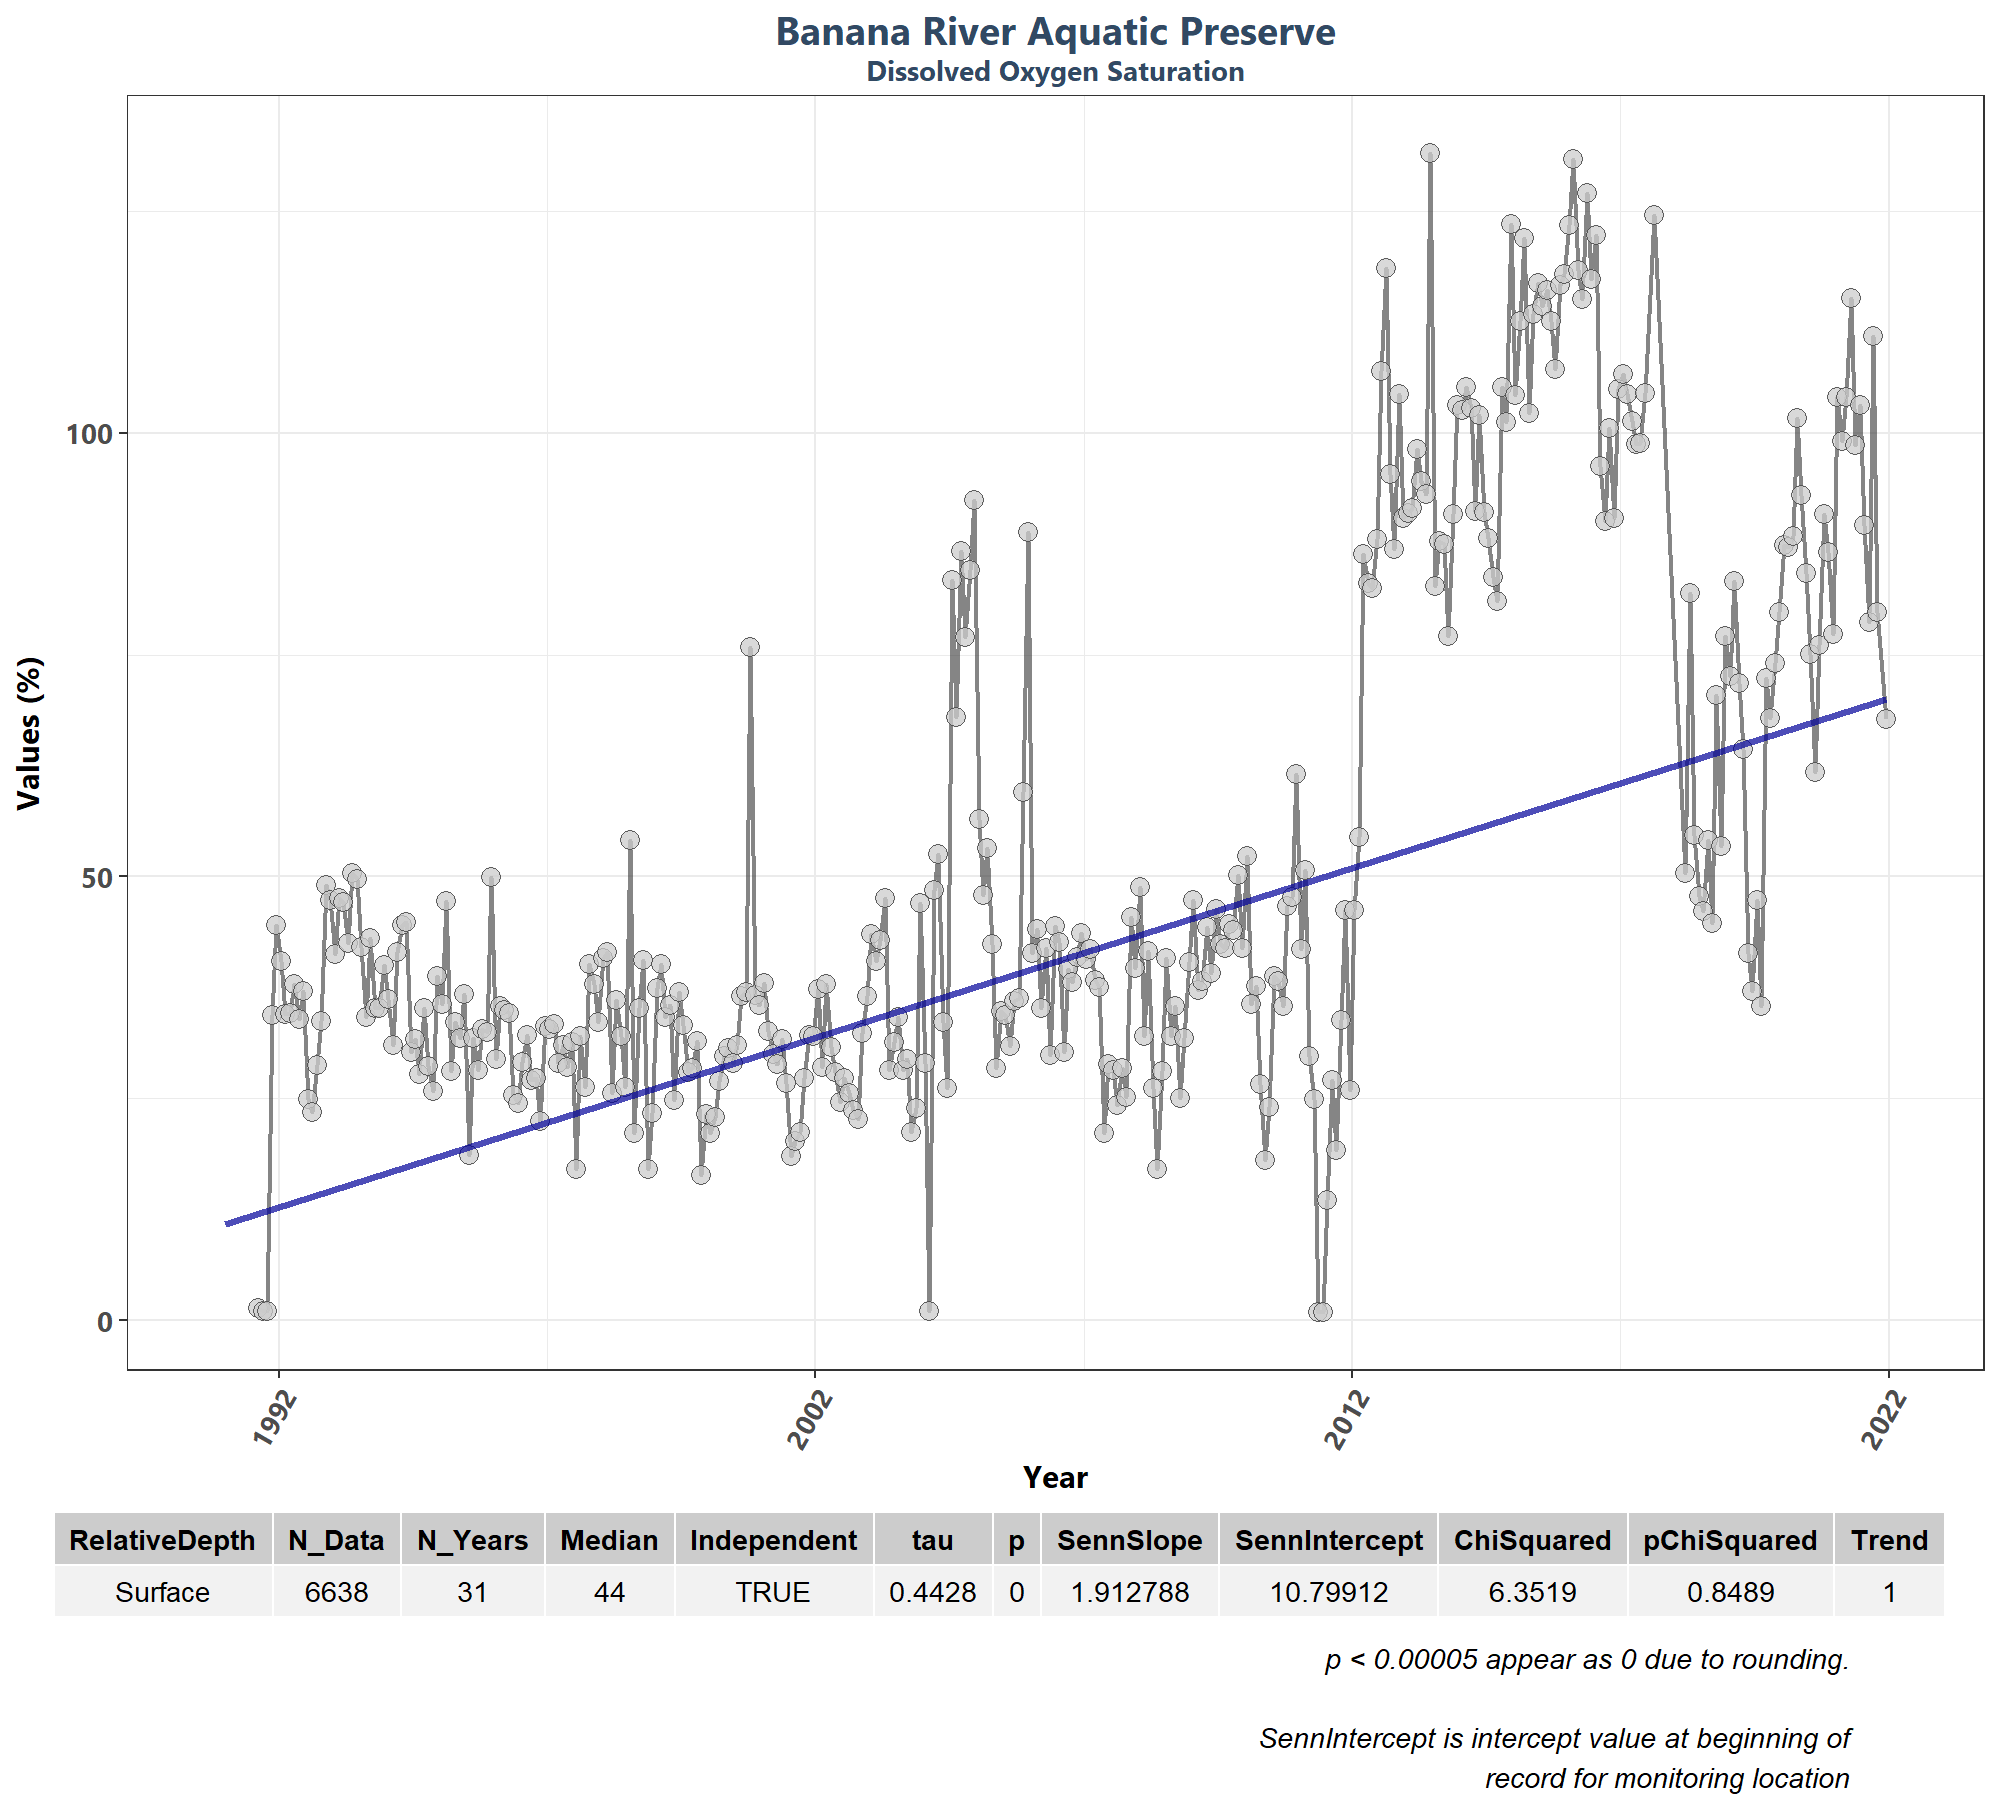 Banana River Aquatic Preserve
Dissolved Oxygen Saturation
Values (%)
100
50
0
1992 2002 2012 2022
Year
RelativeDepth N_Data N_Years Median Independent tau p SennSlope SennIntercept ChiSquared pChiSquared Trend
Surface 6638 31 44 TRUE 0.4428 0 1.912788 10.79912 6.3519 0.8489 1
p < 0.00005 appear as 0 due to rounding.
SennIntercept is intercept value at beginning of
record for monitoring location